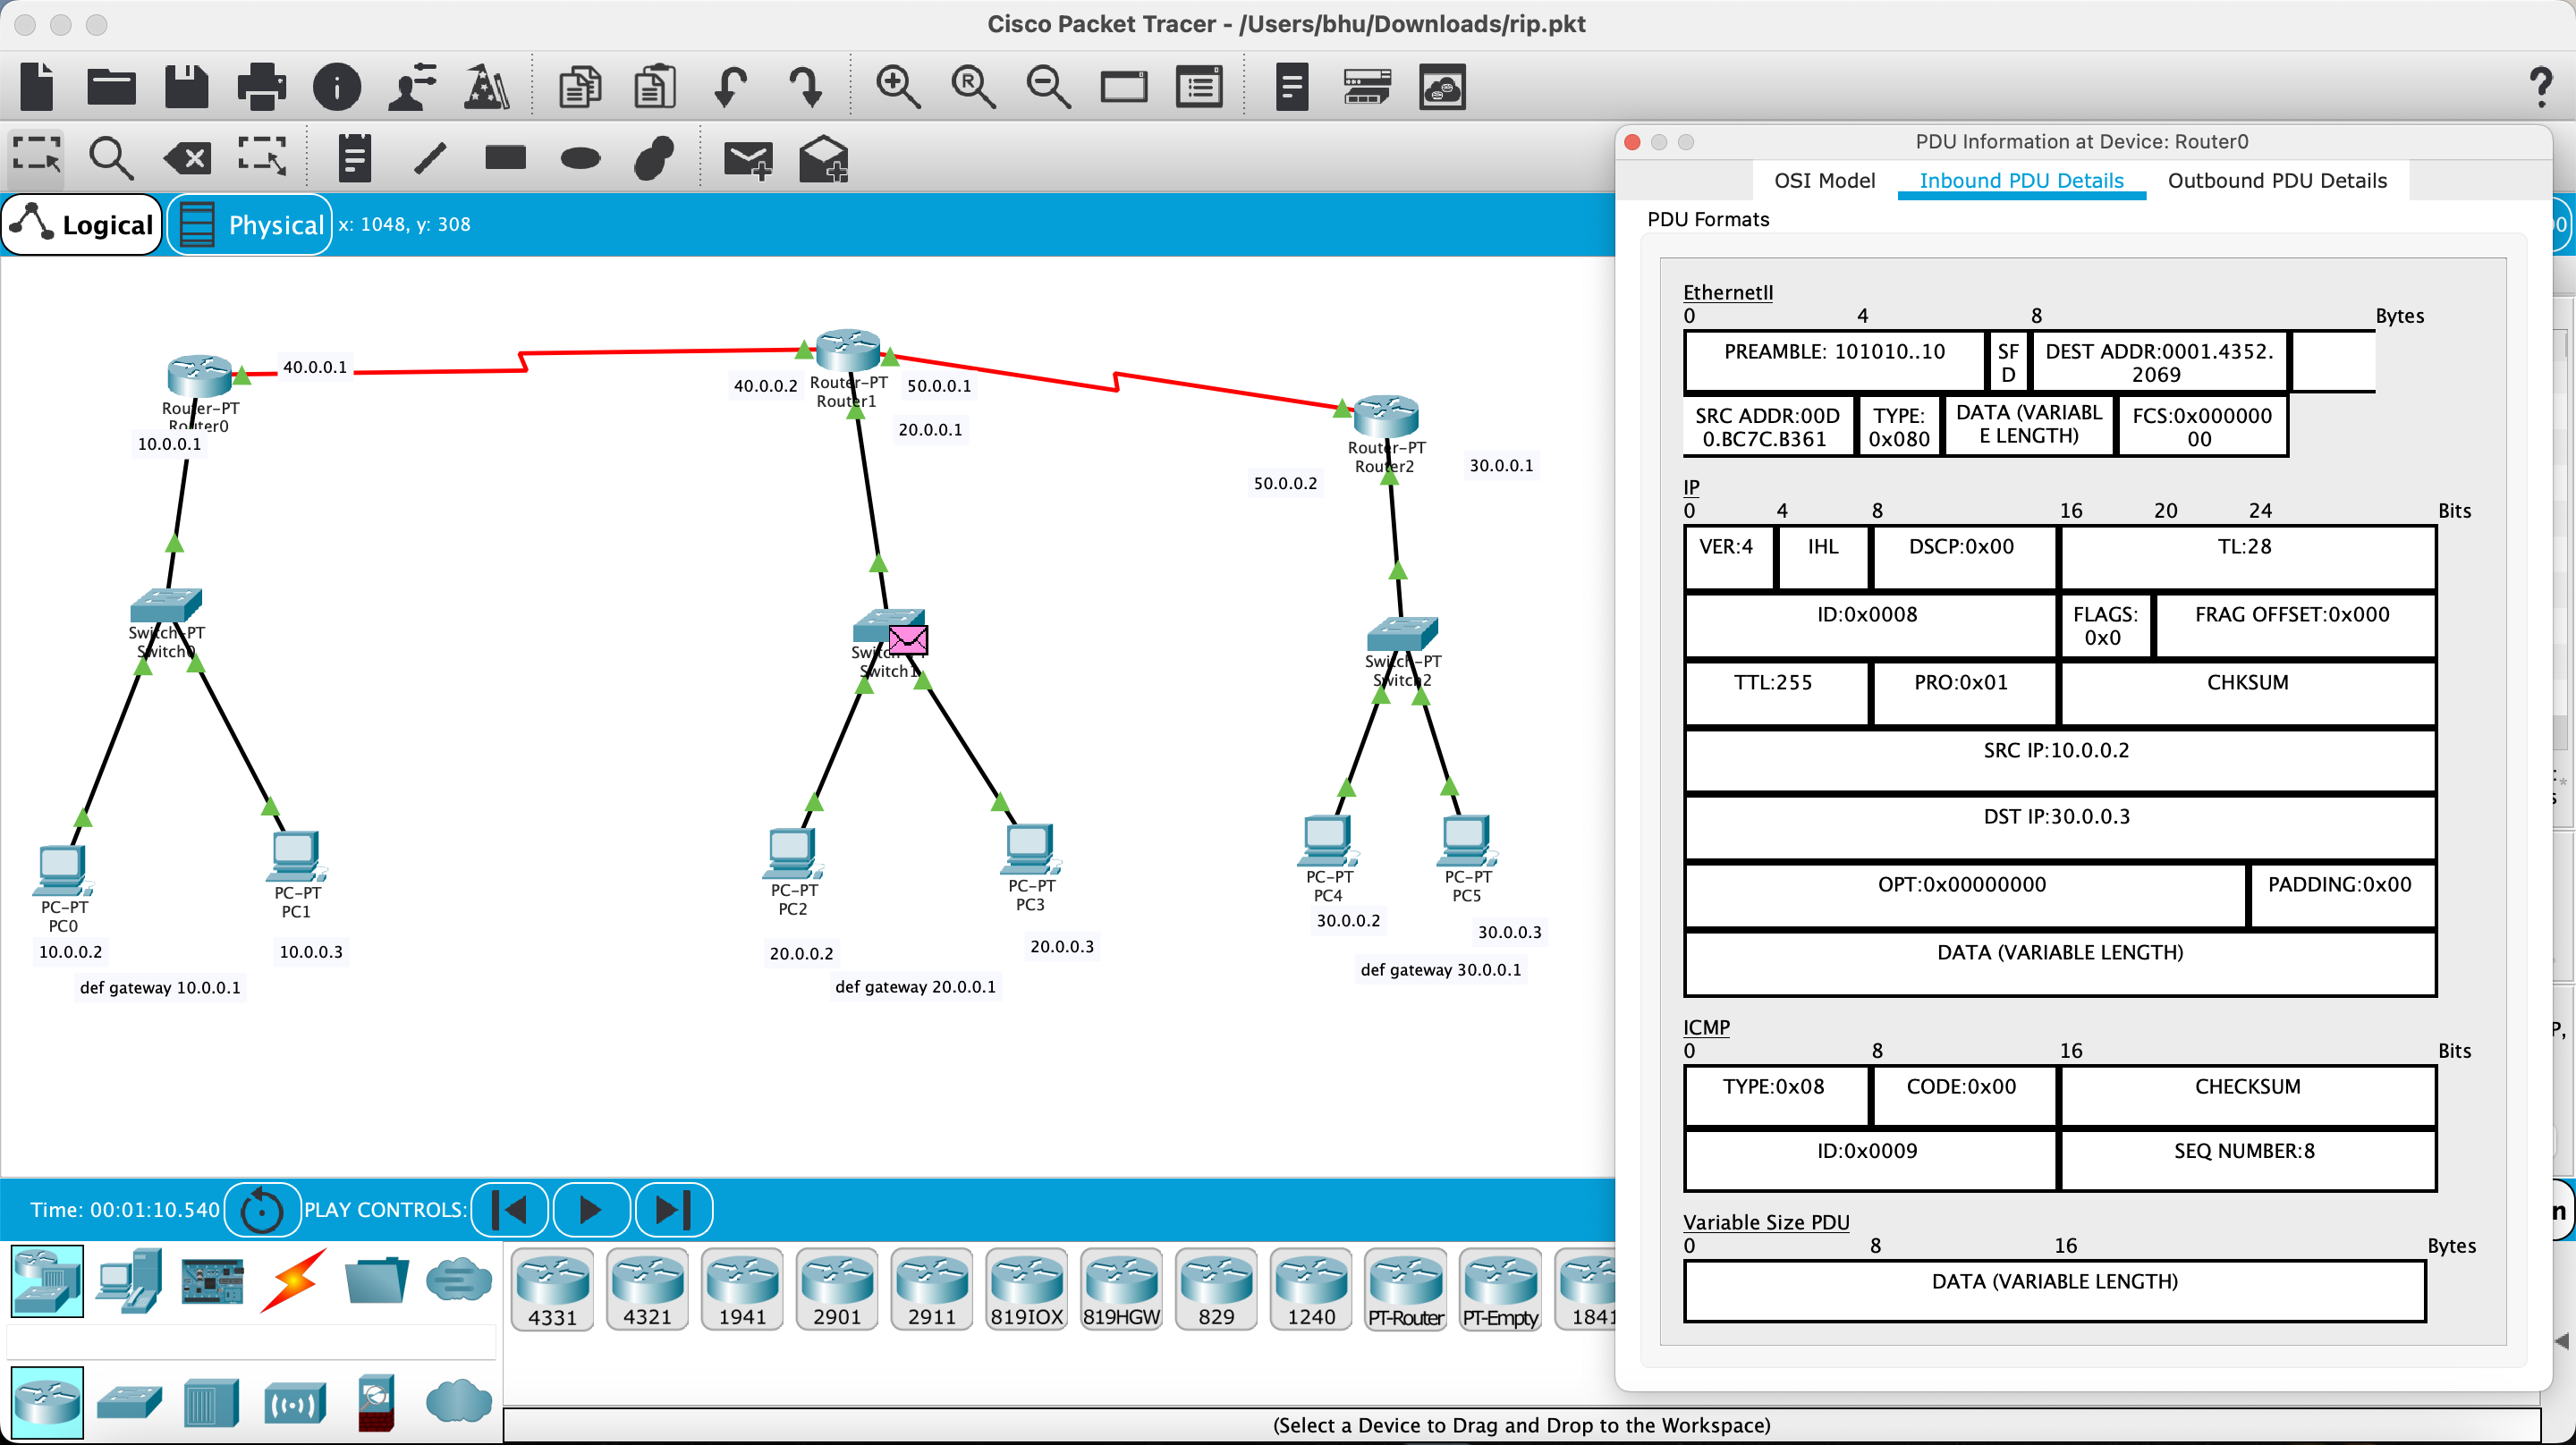 Cisco Packet Tracer - /Users/bhu/Downloads/rip.pkt
Logical
Physical
x: 1048, y: 308
40.0.0.1
Router-PT
Router0
10.0.0.1
40.0.0.2
Router-PT
Router1
50.0.0.1
20.0.0.1
Router-PT
Router2
50.0.0.2
30.0.0.1
Switch-PT
Switch0
Switch1
Switch-PT
Switch2
PC-PT
PC0
10.0.0.2
PC-PT
PC1
10.0.0.3
def gateway 10.0.0.1
PC-PT
PC2
20.0.0.2
PC-PT
PC3
20.0.0.3
def gateway 20.0.0.1
PC-PT
PC4
30.0.0.2
PC-PT
PC5
30.0.0.3
def gateway 30.0.0.1
Time: 00:01:10.540
PLAY CONTROLS:
4331
4321
1941
2901
2911
819IOX
819HGW
829
1240
PT-Router
PT-Empty
1841
(Select a Device to Drag and Drop to the Workspace)
PDU Information at Device: Router0
OSI Model
Inbound PDU Details
Outbound PDU Details
PDU Formats
EthernetII
0 4 8 Bytes
PREAMBLE: 101010..10
SF
D
DEST ADDR:0001.4352.
2069
SRC ADDR:00D
0.BC7C.B361
TYPE:
0x080
DATA (VARIABL
E LENGTH)
FCS:0x000000
00
IP
0 4 8 16 20 24 Bits
VER:4
IHL
DSCP:0x00
TL:28
ID:0x0008
FLAGS:
0x0
FRAG OFFSET:0x000
TTL:255
PRO:0x01
CHKSUM
SRC IP:10.0.0.2
DST IP:30.0.0.3
OPT:0x00000000
PADDING:0x00
DATA (VARIABLE LENGTH)
ICMP
0 8 16 Bits
TYPE:0x08
CODE:0x00
CHECKSUM
ID:0x0009
SEQ NUMBER:8
Variable Size PDU
0 8 16 Bytes
DATA (VARIABLE LENGTH)